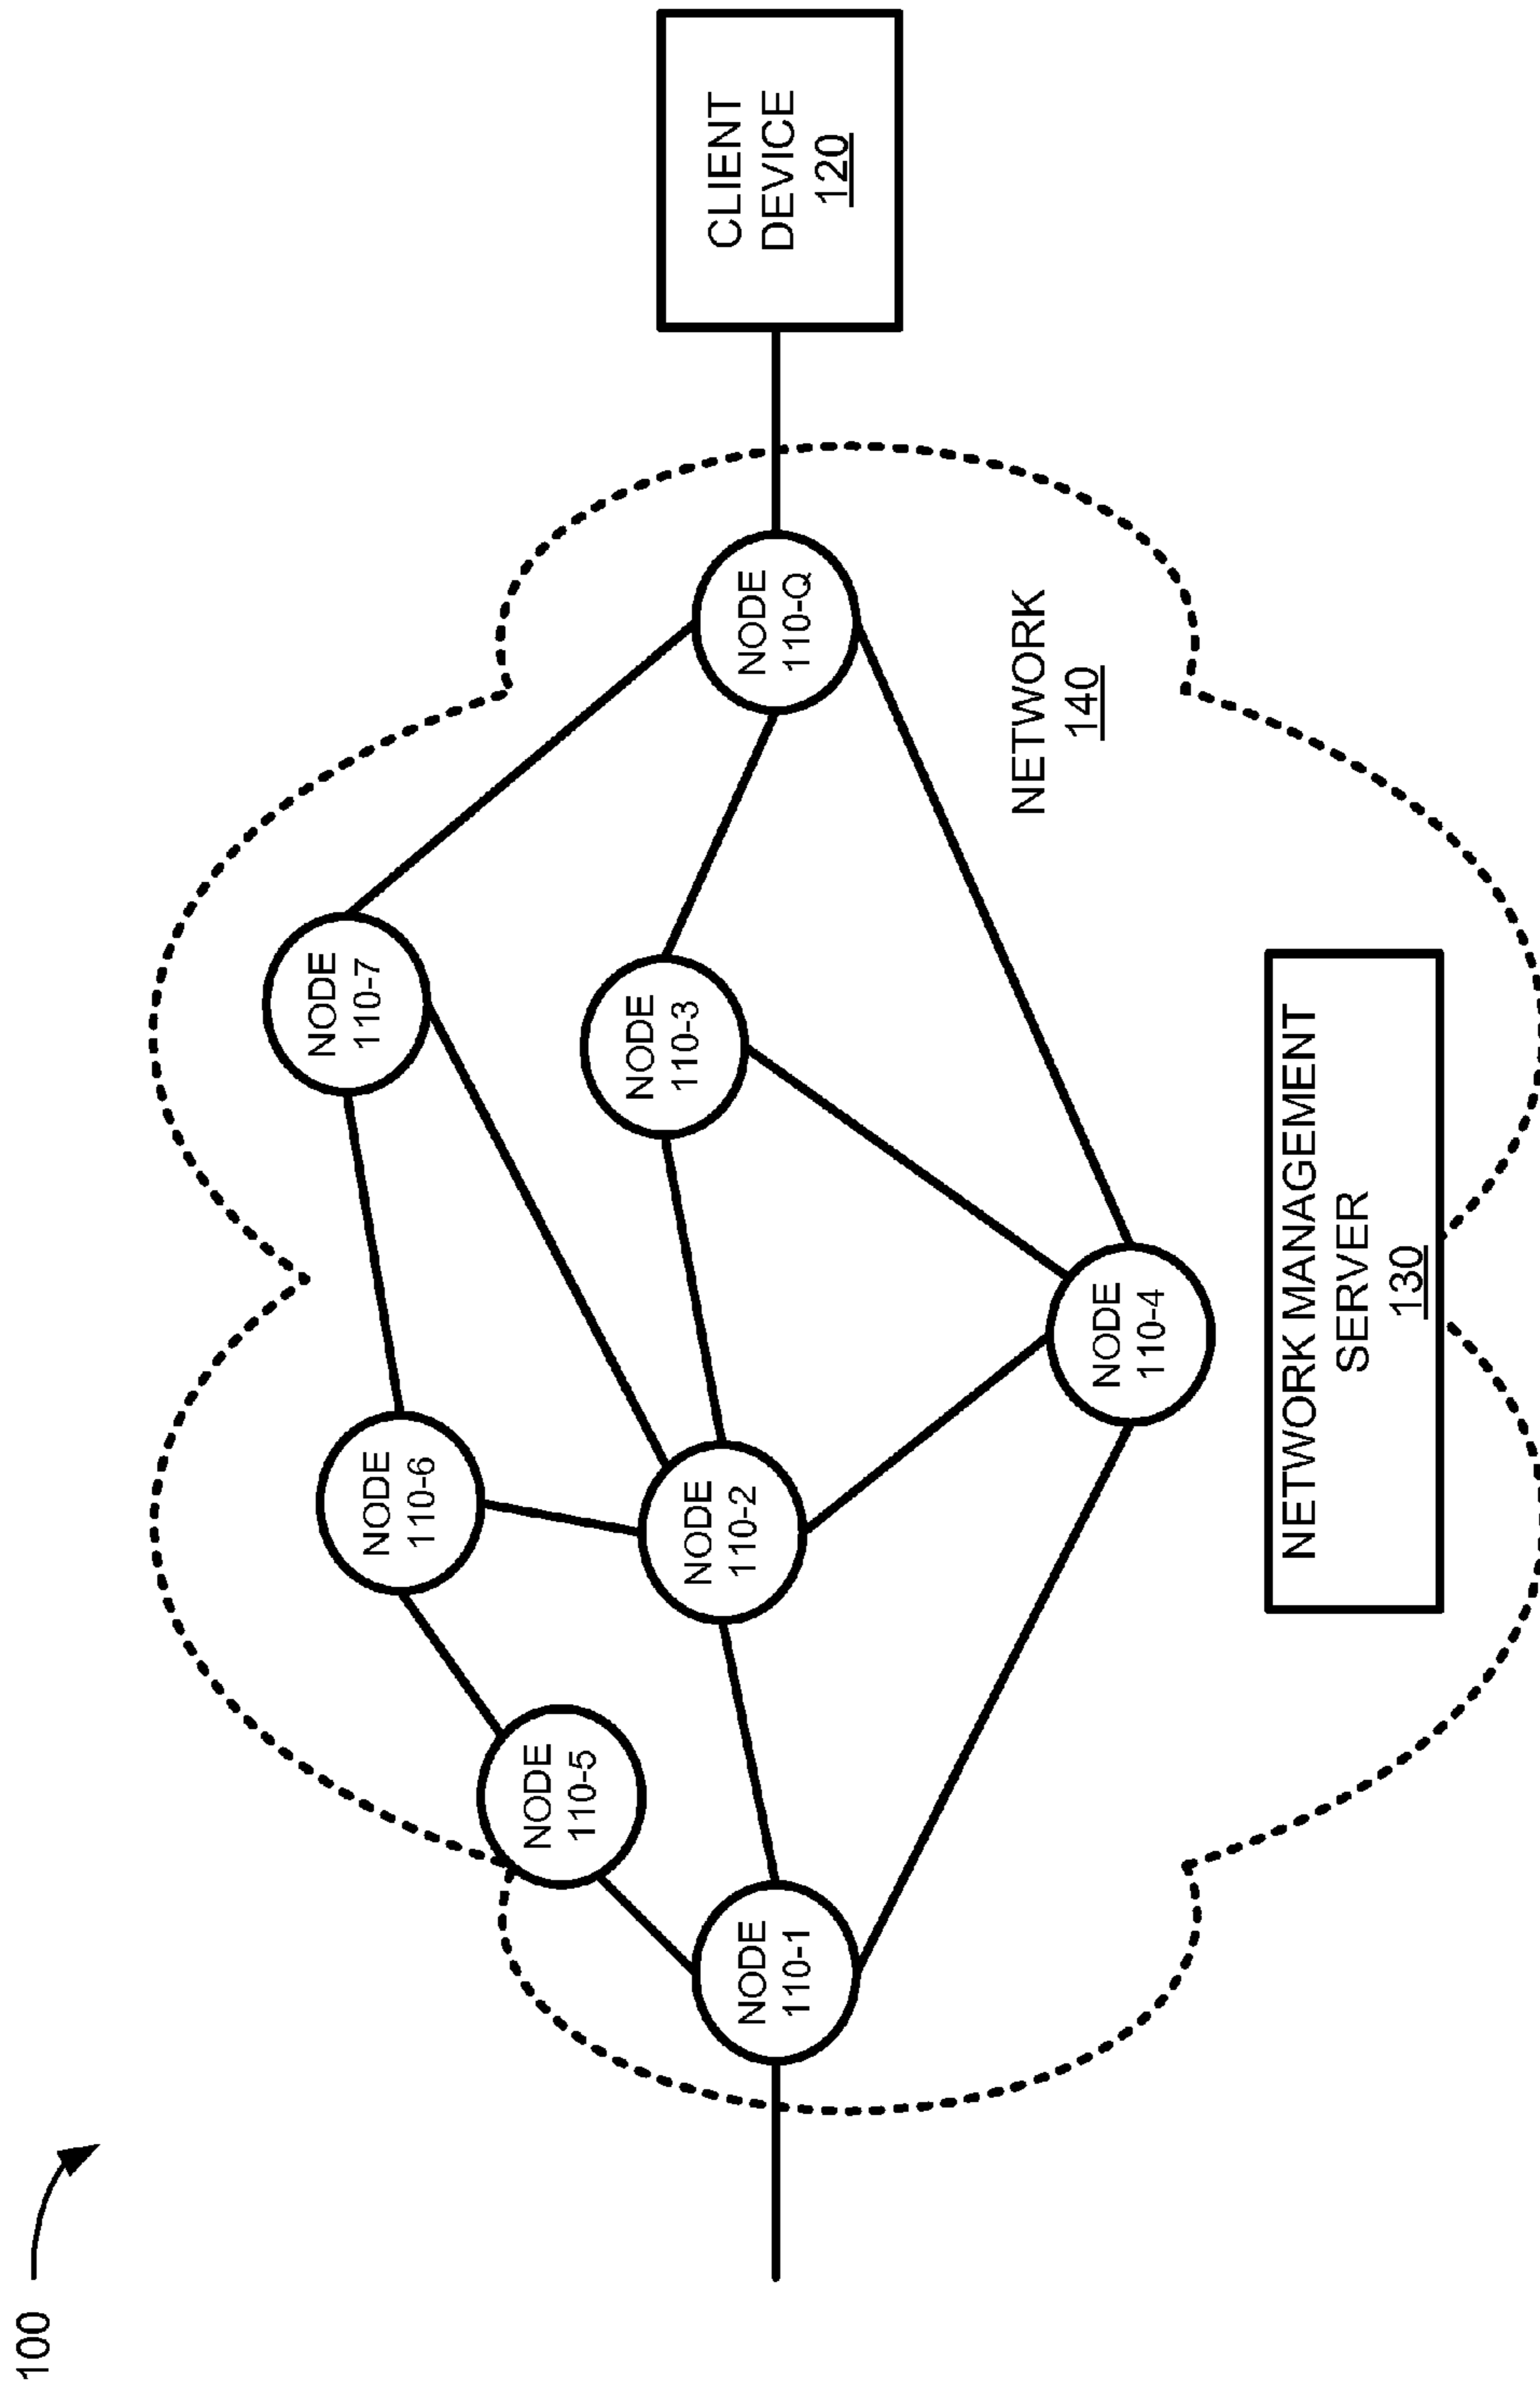 100
NODE
110-1
NODE
110-5
NODE
110-6
NODE
110-2
NODE
110-7
NODE
110-3
NODE
110-4
NODE
110-Q
NETWORK
140
NETWORK MANAGEMENT
SERVER
130
CLIENT
DEVICE
120